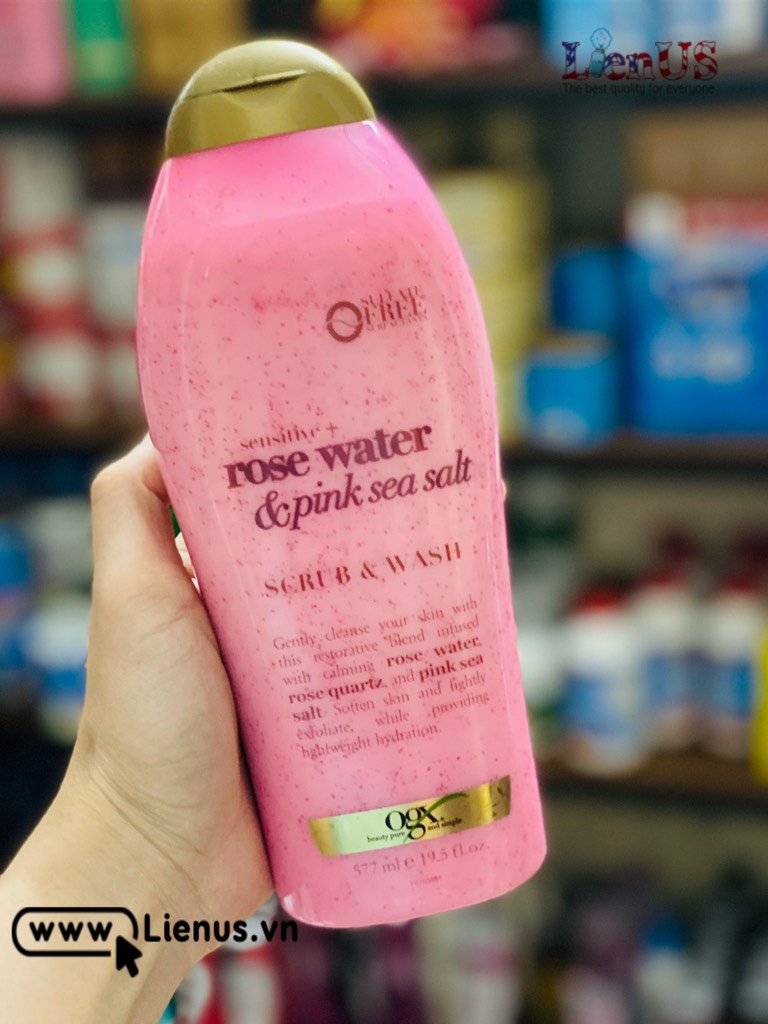 LienUS
The best quality for everyone
FREE
sensitive +
rose water
& pink sea salt
SCRUB & WASH
Gently cleanse your skin with
this restorative blend infused
with calming rose water,
rose quartz, and pink sea
salt. Soften skin and lightly
exfoliate, while providing
lightweight hydration.
ogx
beauty pure and simple
577 ml e 19.5 fl.oz.
www Lienus.vn